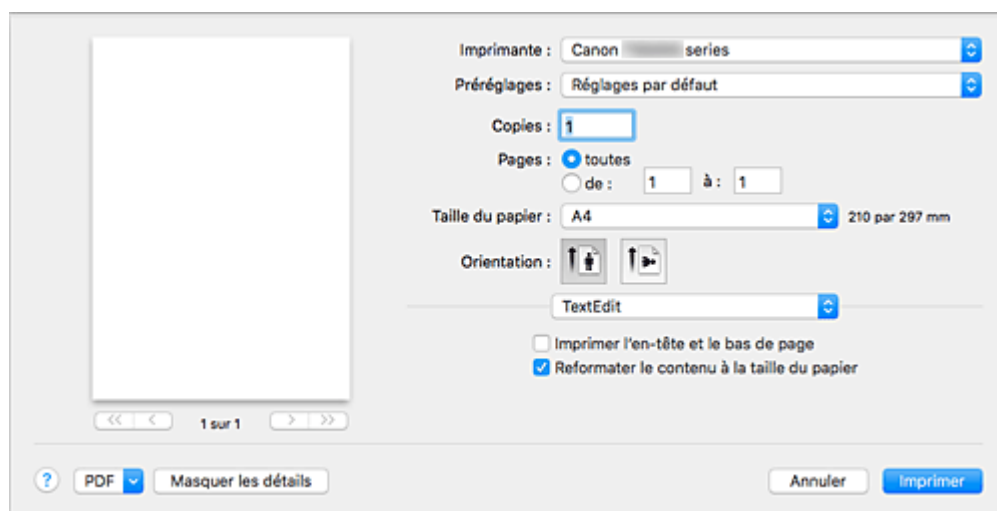 Imprimante : Canon series
Préréglages : Réglages par défaut
Copies : 1
Pages : toutes
de : 1 à : 1
Taille du papier : A4 210 par 297 mm
Orientation :
TextEdit
Imprimer l'en-tête et le bas de page
Reformater le contenu à la taille du papier
<< < 1 sur 1 > >>
? PDF Masquer les détails Annuler Imprimer